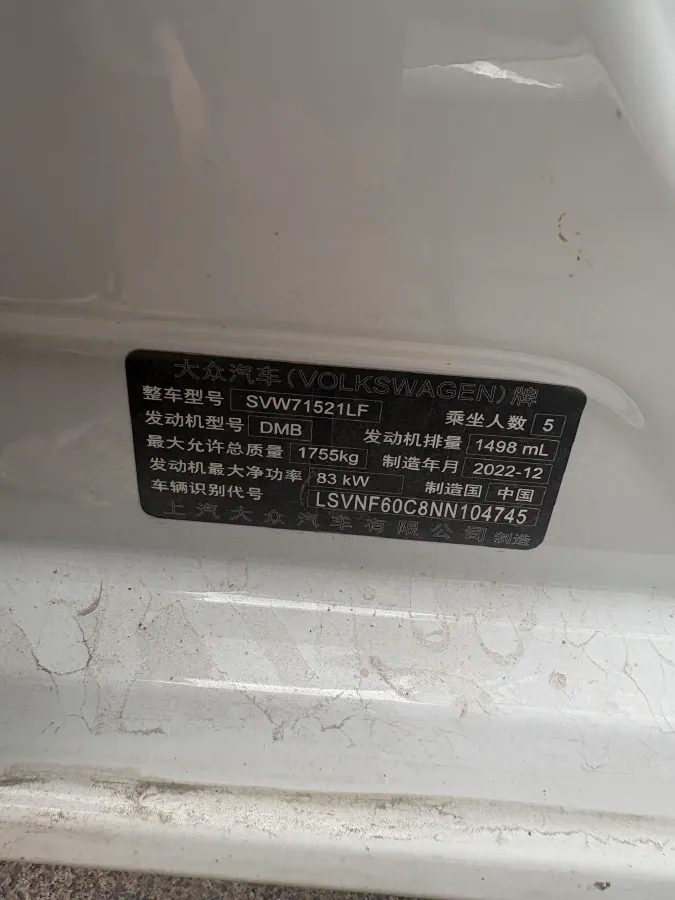 大众汽车(VOLKSWAGEN)牌
整车型号 SVW71521LF 乘坐人数 5
发动机型号 DMB 发动机排量 1498 mL
最大允许总质量 1755kg 制造年月 2022-12
发动机最大净功率 83 kW 制造国 中国
车辆识别代号 LSVNF60C8NN104745
上汽大众汽车有限公司 制造